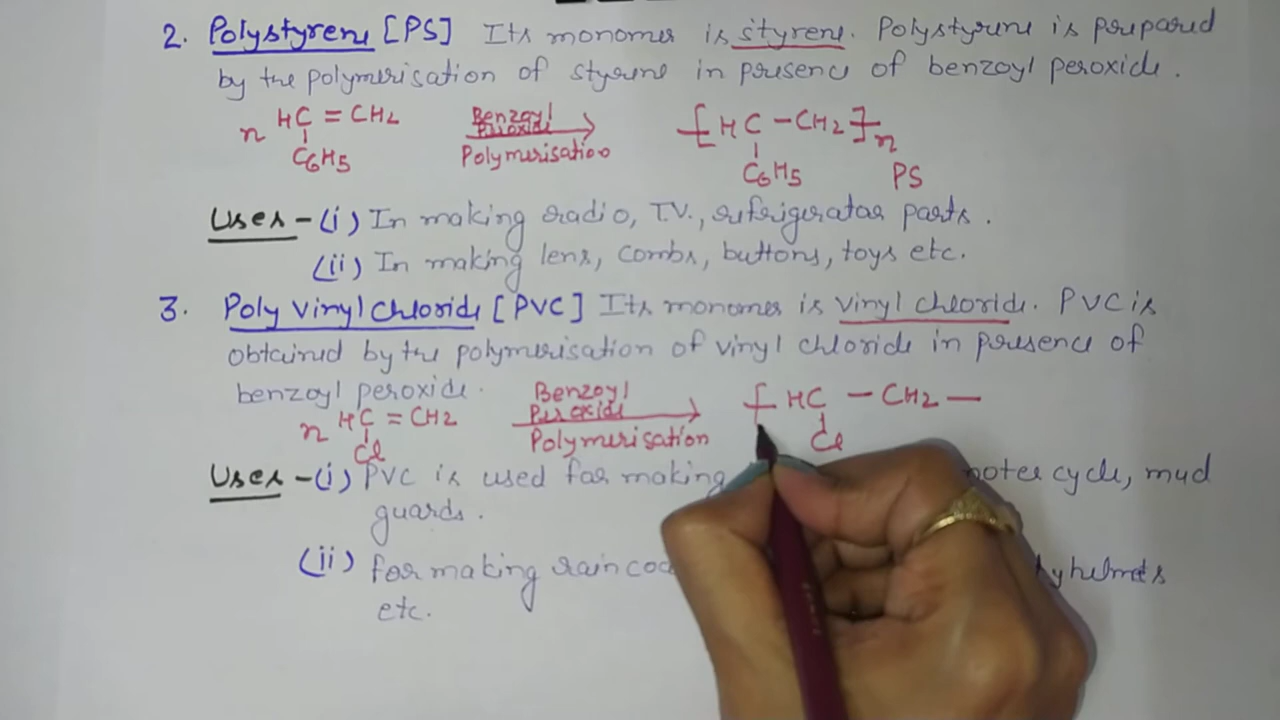 2. Polystyrene [PS] Its monomer is styrene. Polystyrene is prepared
by the polymerisation of styrene in presence of benzoyl peroxide.
n HC = CH2 Benzoyl Peroxide Polymerisation [ HC - CH2 ]n
C6H5 C6H5 PS
Uses - (i) In making radio, T.V., refrigerator parts.
(ii) In making lens, combs, buttons, toys etc.
3. Poly Vinyl Chloride [PVC] Its monomer is vinyl chloride. PVC is
obtained by the polymerisation of vinyl chloride in presence of
benzoyl peroxide.
n HC = CH2 Benzoyl Peroxide Polymerisation [ HC - CH2 -
Cl Cl
Uses - (i) PVC is used for making cycle, mud
guards.
(ii) for making rain helmets
etc.